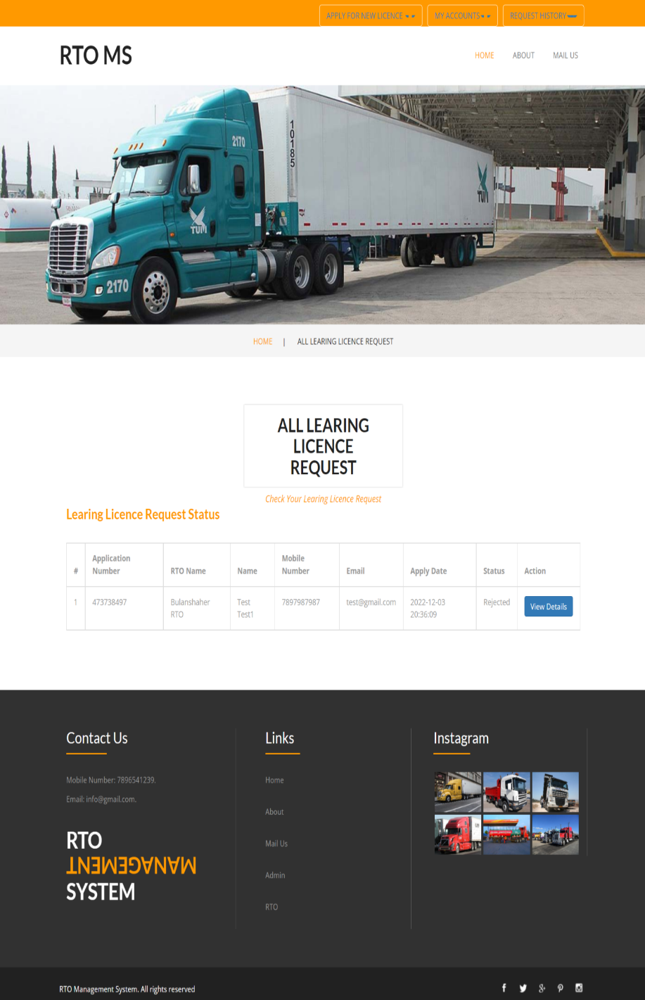 APPLY FOR NEW LICENCE
MY ACCOUNTS
REQUEST HISTORY
RTO MS
HOME
ABOUT
MAIL US
TUM
2170
10185
TUM
TUM
2170
HOME | ALL LEARING LICENCE REQUEST
ALL LEARING
LICENCE
REQUEST
Check Your Learing Licence Request
Learing Licence Request Status
# Application Number RTO Name Name Mobile Number Email Apply Date Status Action
1 473738497 Bulanshaher RTO Test Test1 7897987987 test@gmail.com 2022-12-03 20:36:09 Rejected View Details
Contact Us
Mobile Number: 7896541239.
Email: info@gmail.com.
RTO
MANAGEMENT
SYSTEM
Links
Home
About
Mail Us
Admin
RTO
Instagram
RTO Management System. All rights reserved